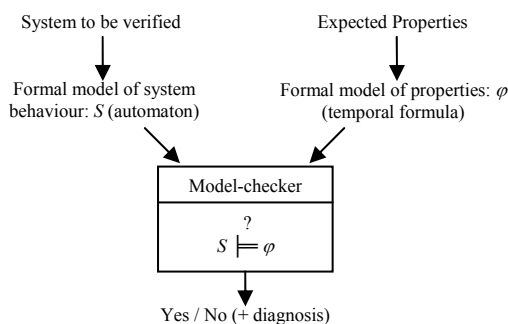 System to be verified
Expected Properties
Formal model of system
behaviour: S (automaton)
Formal model of properties: φ
(temporal formula)
Model-checker
?
S ⊨ φ
Yes / No (+ diagnosis)